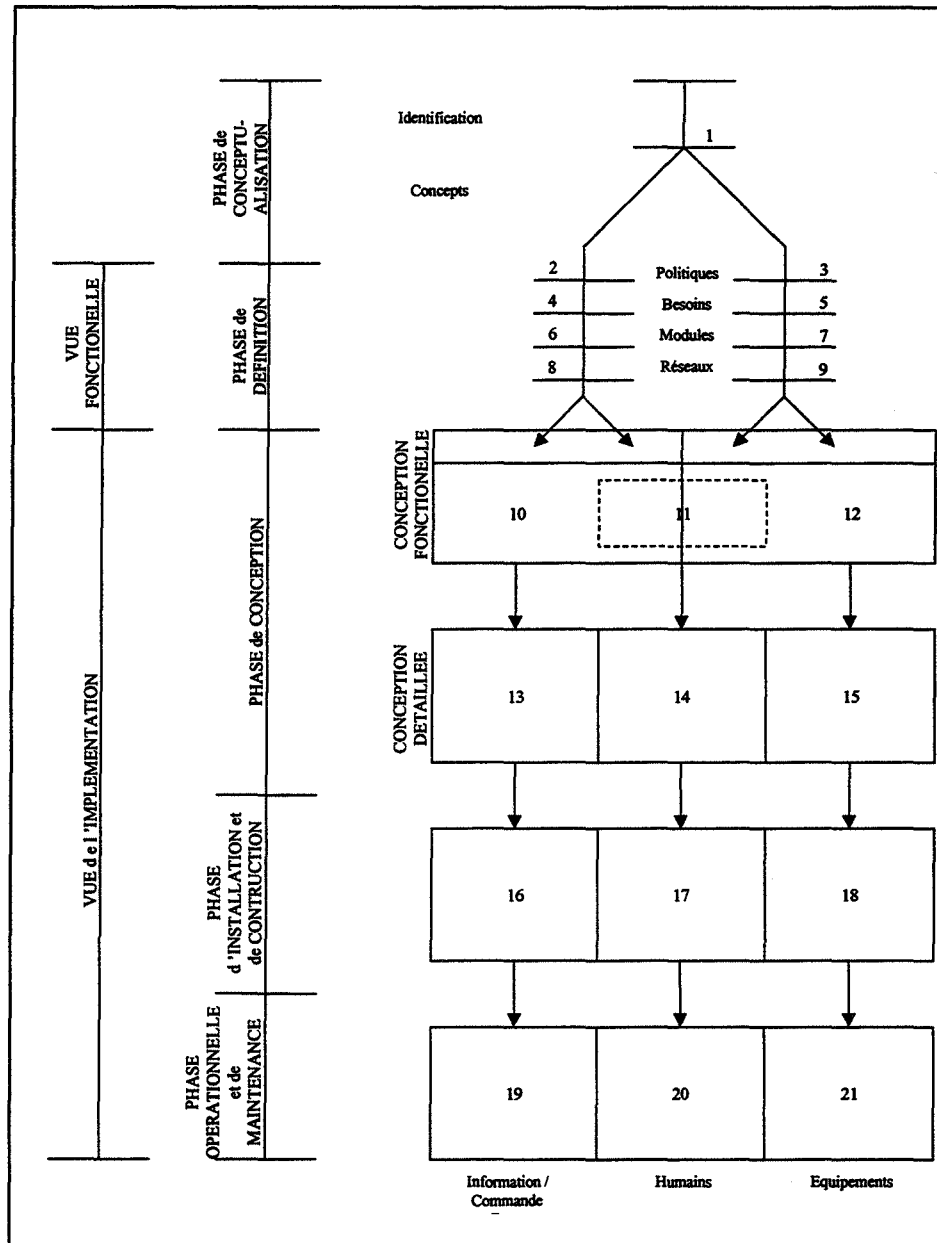 Identification
1
Concepts
PHASE de
CONCEPTU-
ALISATION
2 Politiques 3
4 Besoins 5
6 Modules 7
8 Réseaux 9
VUE
FONCTIONELLE
PHASE de
DEFINITION
CONCEPTION
FONCTIONELLE
10 11 12
VUE d e l 'IMPLEMENTATION
PHASE de CONCEPTION
CONCEPTION
DETAILLEE
13 14 15
PHASE
d 'INSTALLATION et
de CONTRUCTION
16 17 18
PHASE
OPERATIONNELLE
et de
MAINTENANCE
19 20 21
Information /
Commande
Humains
Equipements